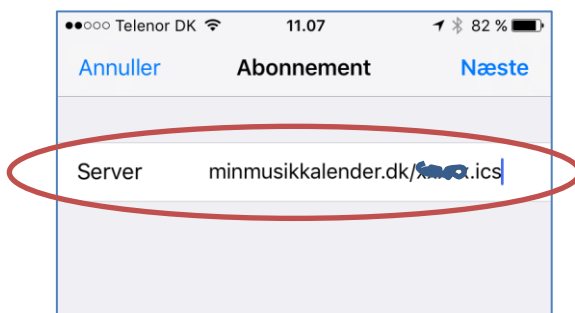 Telenor DK 11.07 82 %
Annuller Abonnement Næste
Server minmusikkalender.dk/ .ics